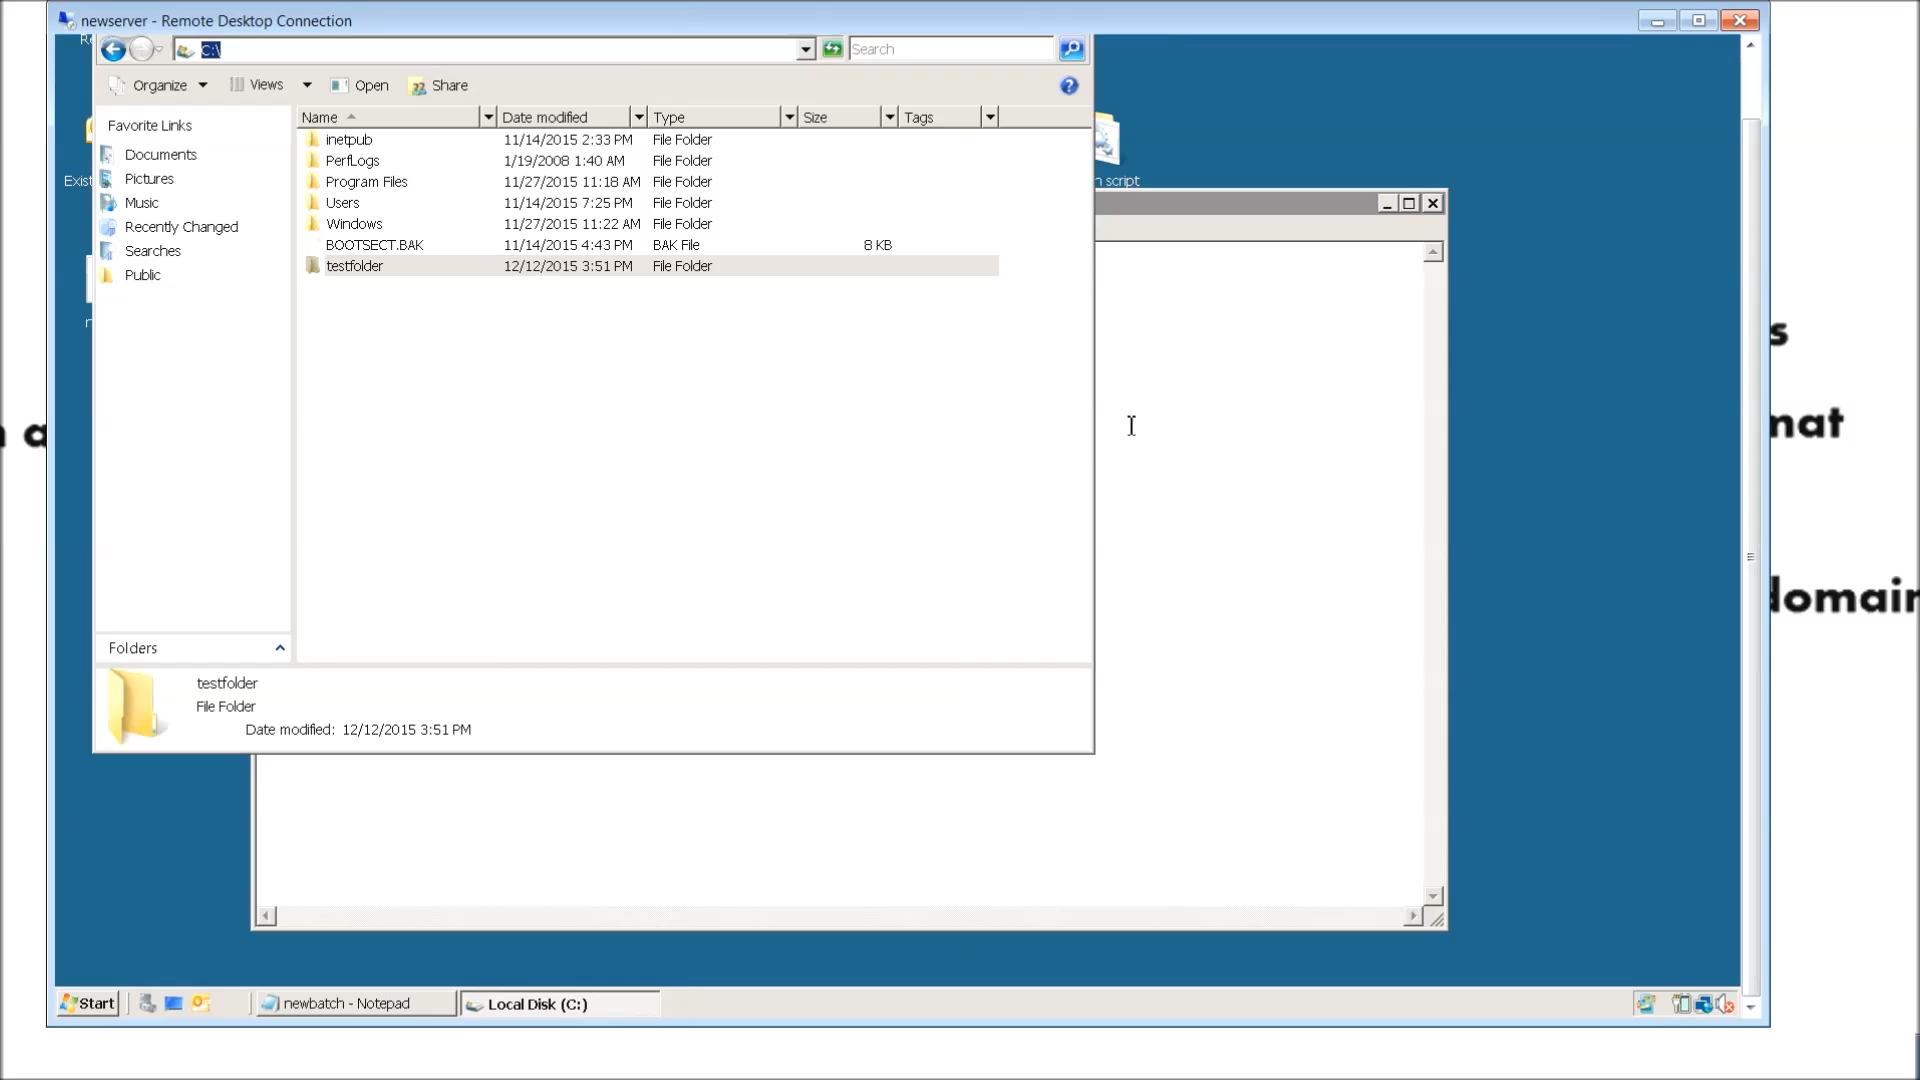 newserver - Remote Desktop Connection
C:\
Search
Organize Views Open Share
Favorite Links
Documents
Pictures
Music
Recently Changed
Searches
Public
Folders
Name Date modified Type Size Tags
inetpub 11/14/2015 2:33 PM File Folder
PerfLogs 1/19/2008 1:40 AM File Folder
Program Files 11/27/2015 11:18 AM File Folder
Users 11/14/2015 7:25 PM File Folder
Windows 11/27/2015 11:22 AM File Folder
BOOTSECT.BAK 11/14/2015 4:43 PM BAK File 8 KB
testfolder 12/12/2015 3:51 PM File Folder
testfolder
File Folder
Date modified: 12/12/2015 3:51 PM
Exist
n script
s
n a
mat
domain
Start newbatch - Notepad Local Disk (C:)